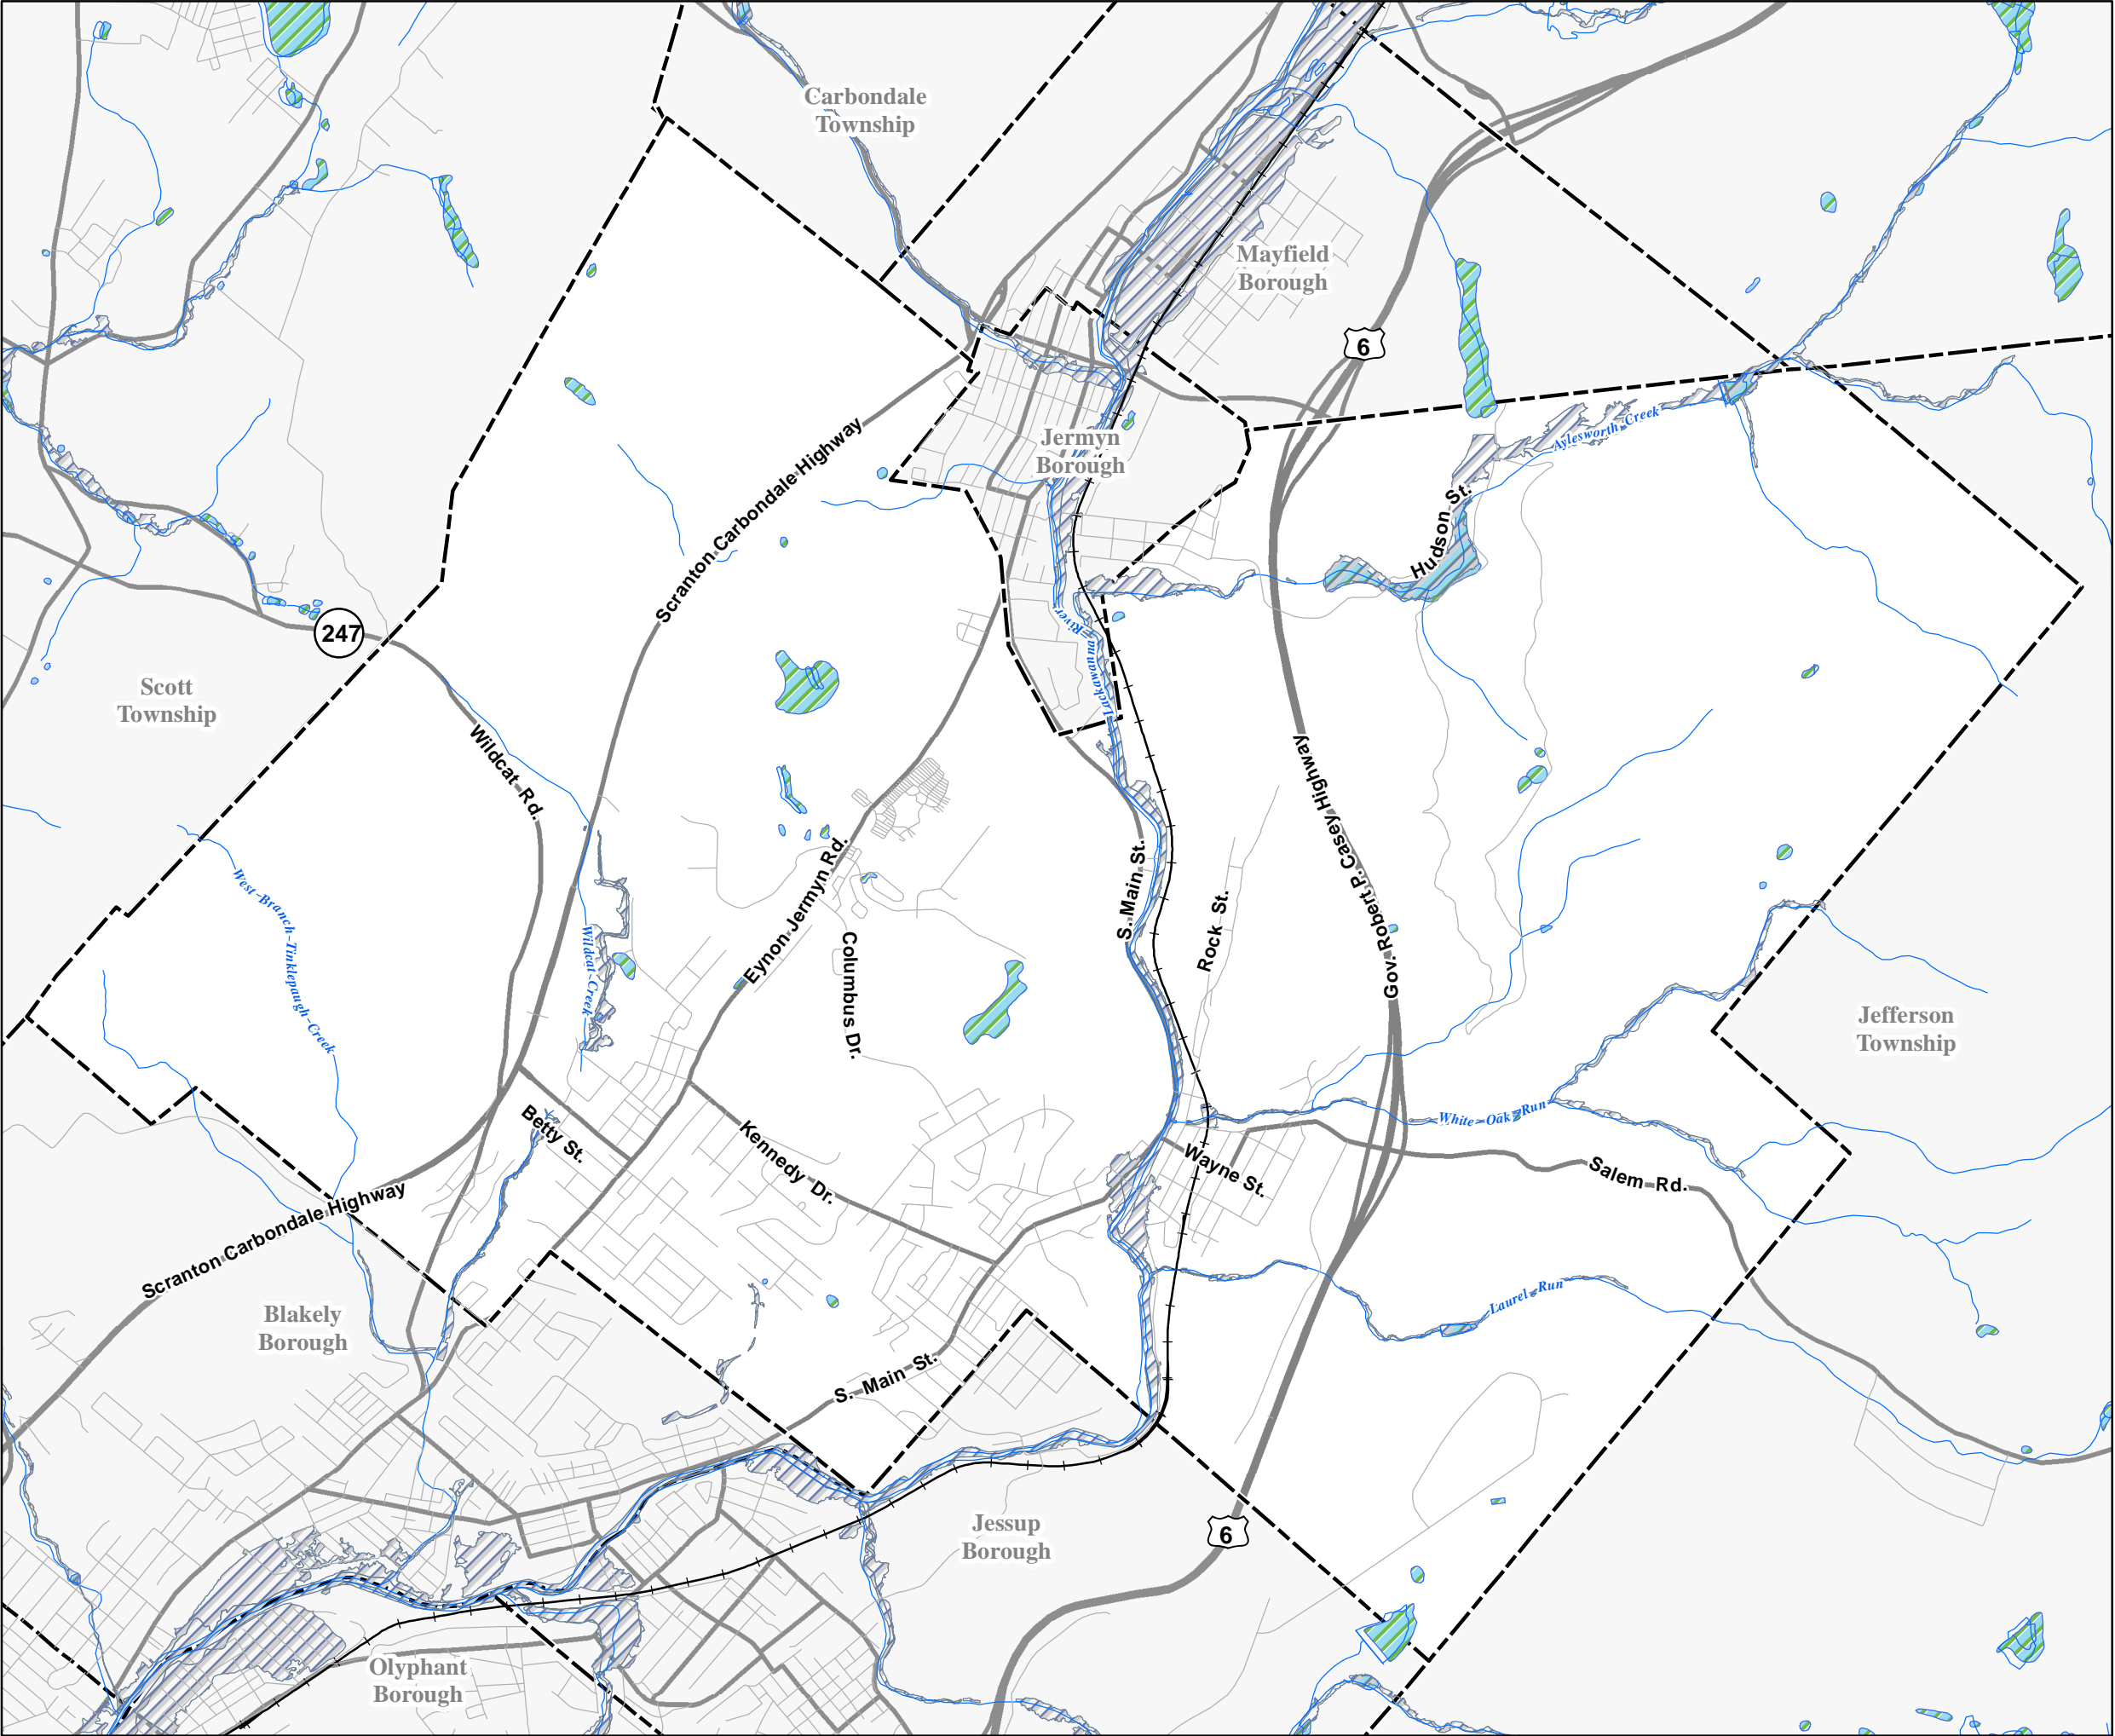 Carbondale
Township
Mayfield
Borough
6
Jermyn
Borough
Aylesworth Creek
Scranton Carbondale Highway
Hudson St.
247
Lackawanna River
Scott
Township
Wildcat Rd.
Gov. Robert P. Casey Highway
Eynon Jermyn Rd.
S. Main St.
Rock St.
West Branch Tinklepaugh Creek
Wildcat Creek
Columbus Dr.
Jefferson
Township
White Oak Run
Betty St.
Kennedy Dr.
Wayne St.
Salem Rd.
Scranton Carbondale Highway
Laurel Run
Blakely
Borough
S. Main St.
Jessup
Borough
6
Olyphant
Borough